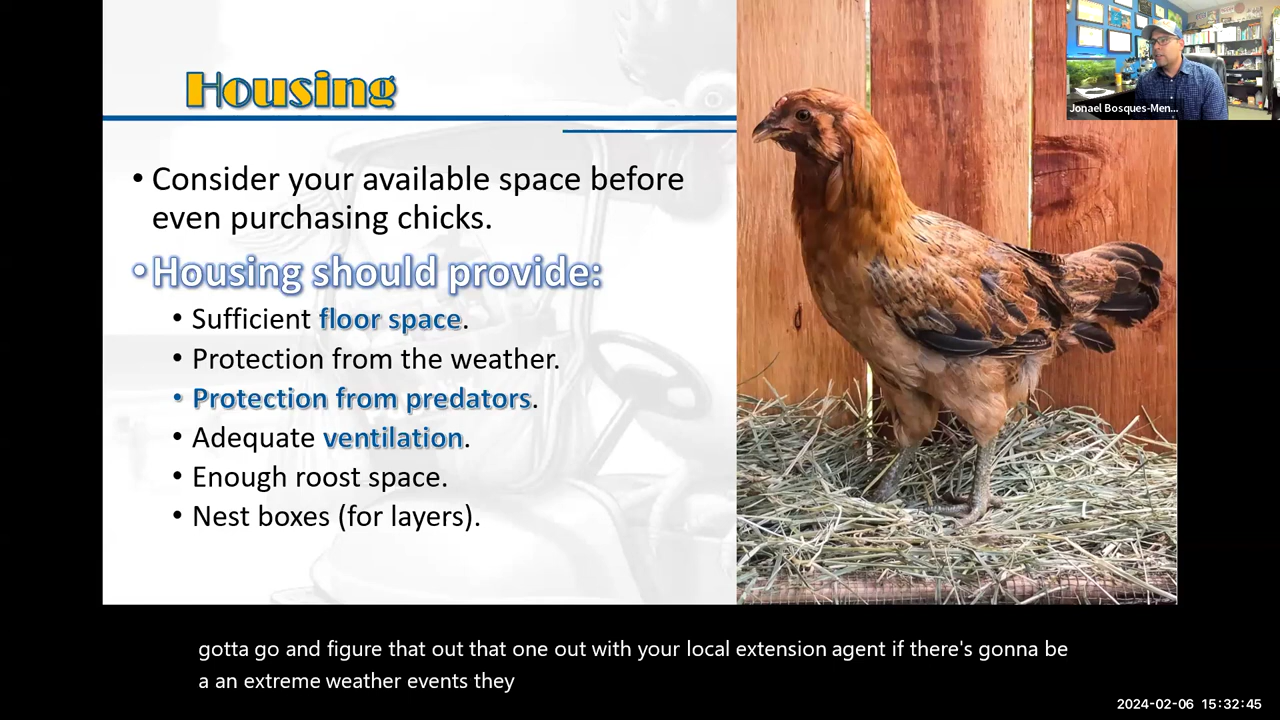 Housing
• Consider your available space before
even purchasing chicks.
• Housing should provide:
• Sufficient floor space.
• Protection from the weather.
• Protection from predators.
• Adequate ventilation.
• Enough roost space.
• Nest boxes (for layers).
Jonael Bosques-Men...
gotta go and figure that out that one out with your local extension agent if there's gonna be
a an extreme weather events they
2024-02-06 15:32:45